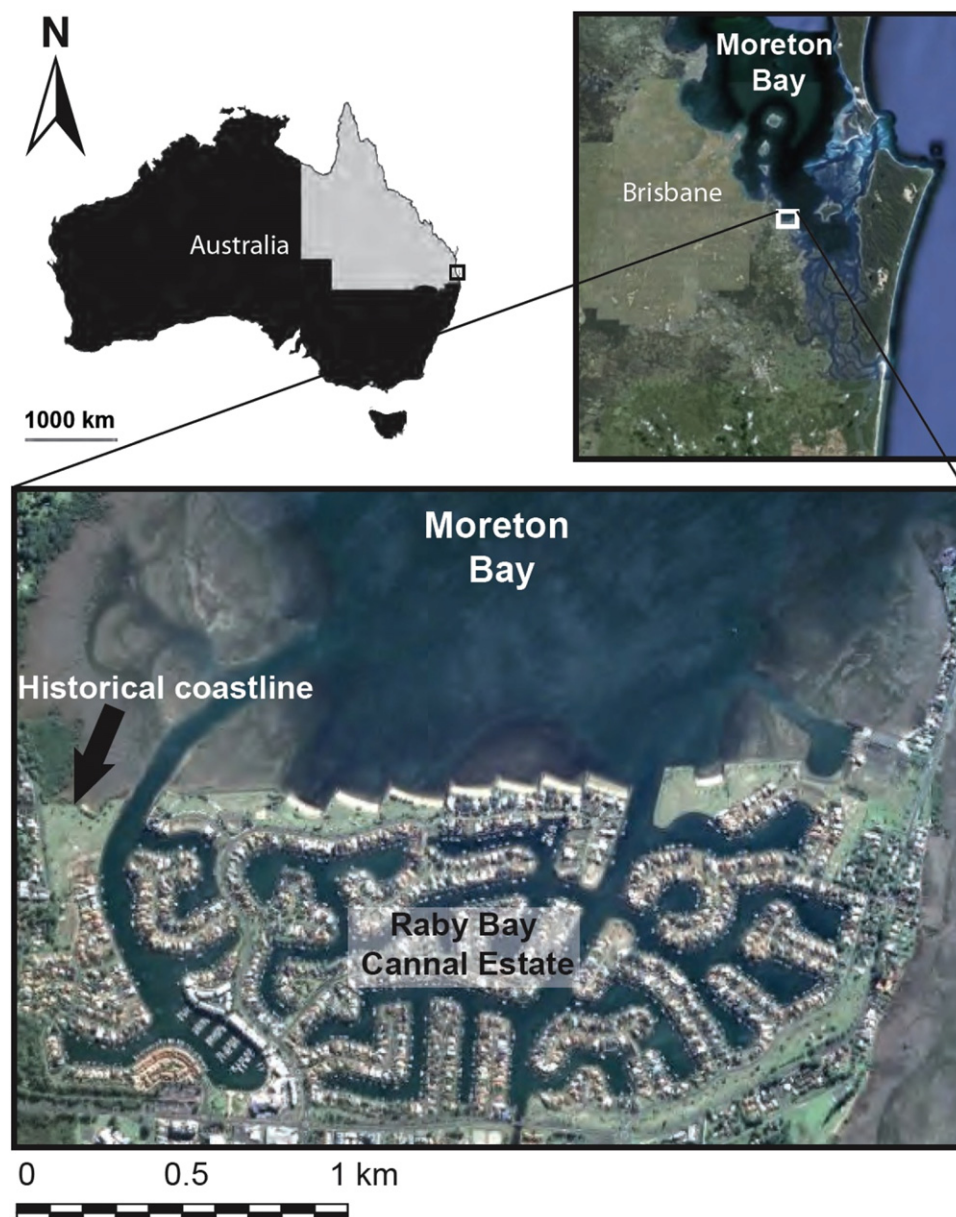 N
Moreton
Bay
Brisbane
Australia
1000 km
Moreton
Bay
Historical coastline
Raby Bay
Cannal Estate
0 0.5 1 km